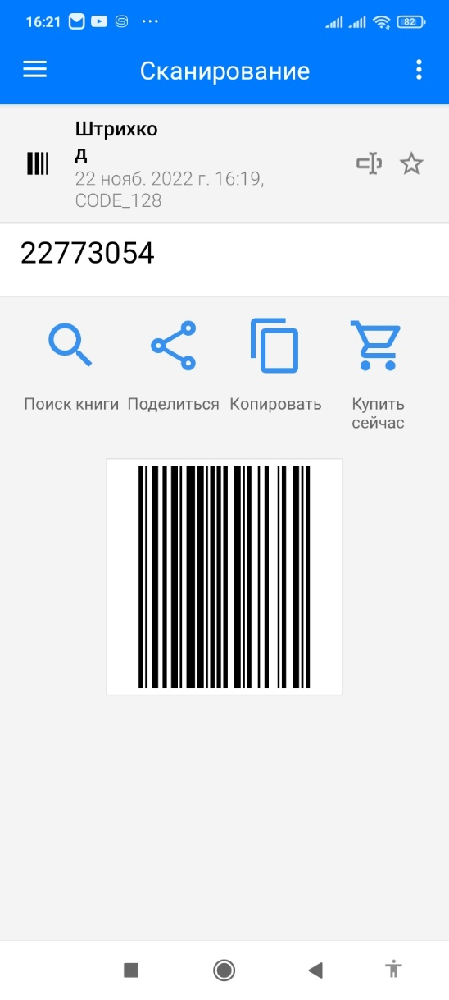 16:21
82
Сканирование
Штрихко
д
22 нояб. 2022 г. 16:19,
CODE_128
22773054
Поиск книги
Поделиться
Копировать
Купить
сейчас